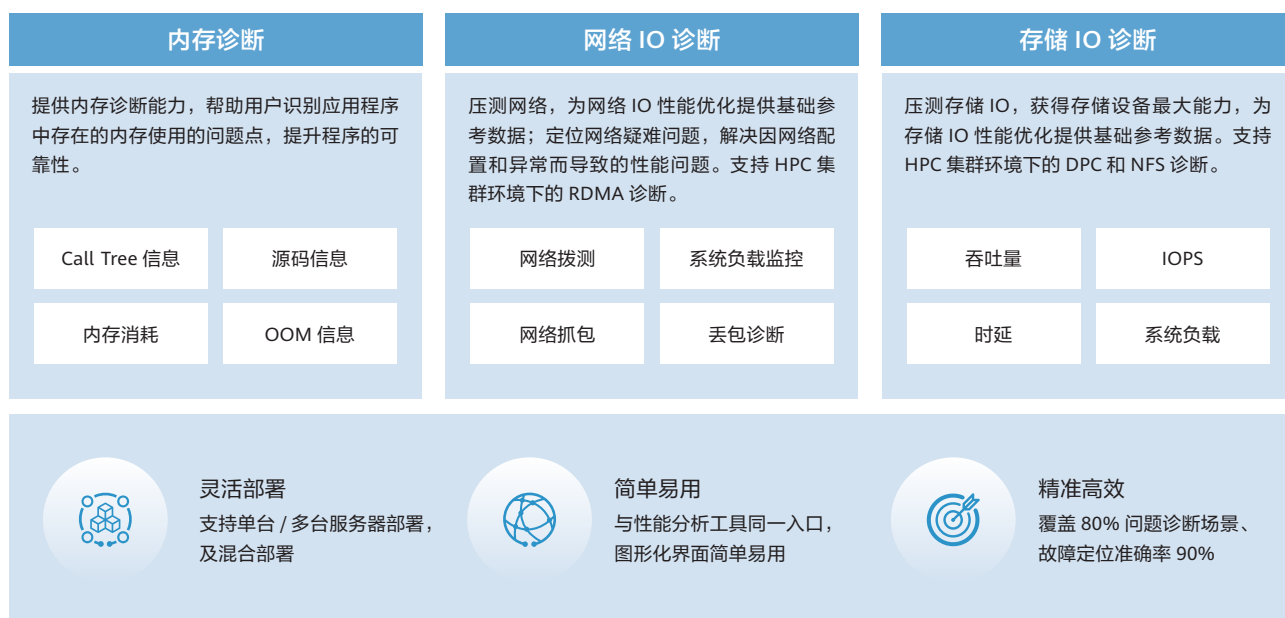 内存诊断
提供内存诊断能力，帮助用户识别应用程序
中存在的内存使用的问题点，提升程序的可
靠性。
Call Tree 信息
源码信息
内存消耗
OOM 信息
网络 IO 诊断
压测网络，为网络 IO 性能优化提供基础参
考数据；定位网络疑难问题，解决因网络配
置和异常而导致的性能问题。支持 HPC 集
群环境下的 RDMA 诊断。
网络拨测
系统负载监控
网络抓包
丢包诊断
存储 IO 诊断
压测存储 IO，获得存储设备最大能力，为
存储 IO 性能优化提供基础参考数据。支持
HPC 集群环境下的 DPC 和 NFS 诊断。
吞吐量
IOPS
时延
系统负载
灵活部署
支持单台 / 多台服务器部署，
及混合部署
简单易用
与性能分析工具同一入口，
图形化界面简单易用
精准高效
覆盖 80% 问题诊断场景、
故障定位准确率 90%